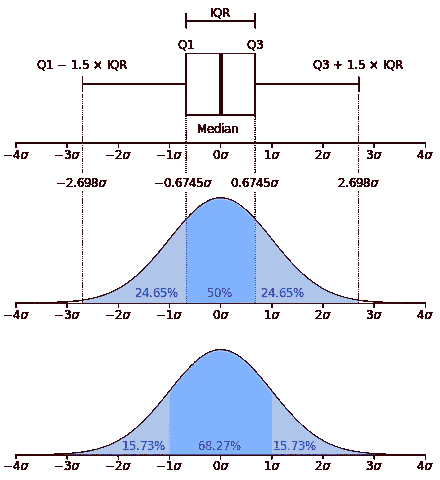 IQR
Q1 Q3
Q1 − 1.5 × IQR Q3 + 1.5 × IQR
Median
−4σ −3σ −2σ −1σ 0σ 1σ 2σ 3σ 4σ
−2.698σ −0.6745σ 0.6745σ 2.698σ
24.65% 50% 24.65%
−4σ −3σ −2σ −1σ 0σ 1σ 2σ 3σ 4σ
15.73% 68.27% 15.73%
−4σ −3σ −2σ −1σ 0σ 1σ 2σ 3σ 4σ